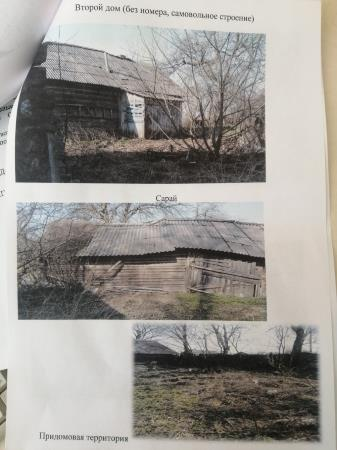 Второй дом (без номера, самовольное строение)
Сарай
Придомовая территория